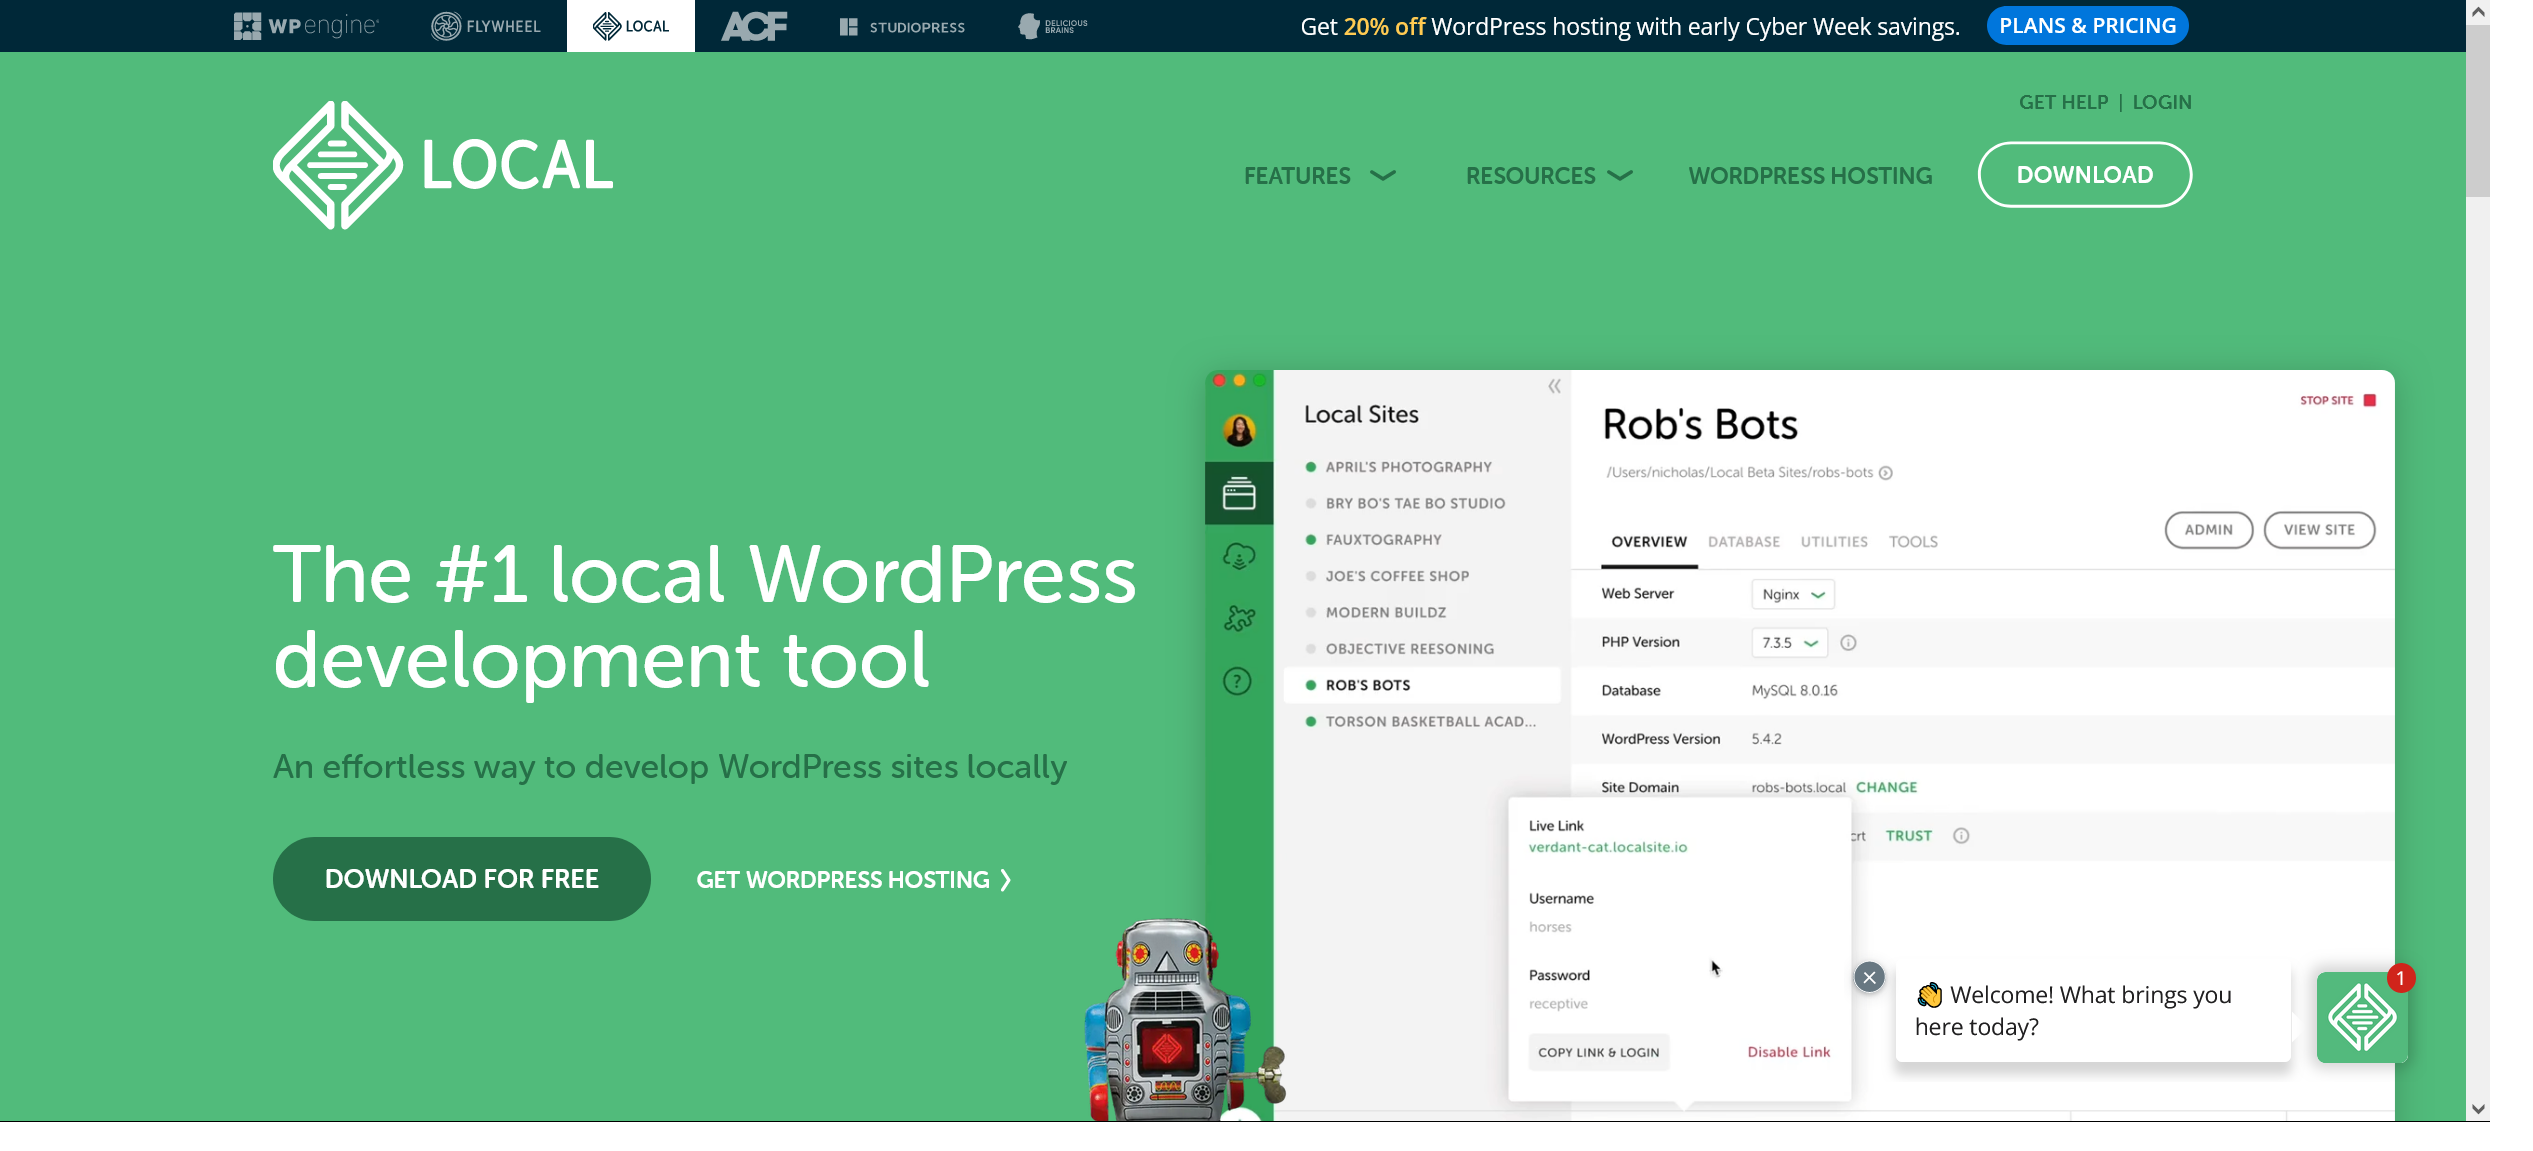 WP engine
FLYWHEEL
LOCAL
ACF
STUDIOPRESS
DELICIOUS
BRAINS
Get 20% off WordPress hosting with early Cyber Week savings.
PLANS & PRICING
GET HELP | LOGIN
LOCAL
FEATURES
RESOURCES
WORDPRESS HOSTING
DOWNLOAD
The #1 local WordPress
development tool
An effortless way to develop WordPress sites locally
DOWNLOAD FOR FREE
GET WORDPRESS HOSTING
Local Sites
APRIL'S PHOTOGRAPHY
BRY BO'S TAE BO STUDIO
FAUXTOGRAPHY
JOE'S COFFEE SHOP
MODERN BUILDZ
OBJECTIVE REESONING
ROB'S BOTS
TORSON BASKETBALL ACAD...
Rob's Bots
STOP SITE
/Users/nicholas/Local Beta Sites/robs-bots
OVERVIEW DATABASE UTILITIES TOOLS
ADMIN
VIEW SITE
Web Server Nginx
PHP Version 7.3.5
Database MySQL 8.0.16
WordPress Version 5.4.2
Site Domain robs-bots.local CHANGE
crt TRUST
Live Link
verdant-cat.localsite.io
Username
horses
Password
receptive
COPY LINK & LOGIN
Disable Link
👋 Welcome! What brings you
here today?
1